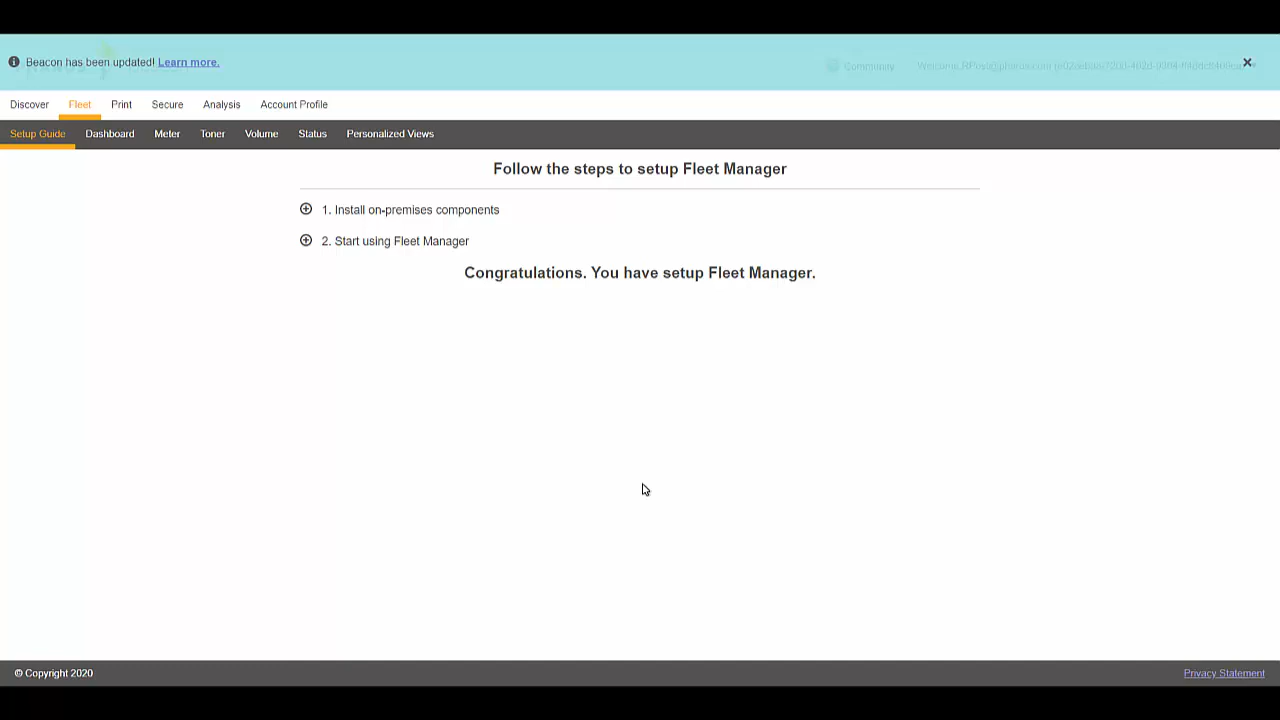 Beacon has been updated! Learn more.
Community
Discover Fleet Print Secure Analysis Account Profile
Setup Guide Dashboard Meter Toner Volume Status Personalized Views
Follow the steps to setup Fleet Manager
1. Install on-premises components
2. Start using Fleet Manager
Congratulations. You have setup Fleet Manager.
© Copyright 2020 Privacy Statement